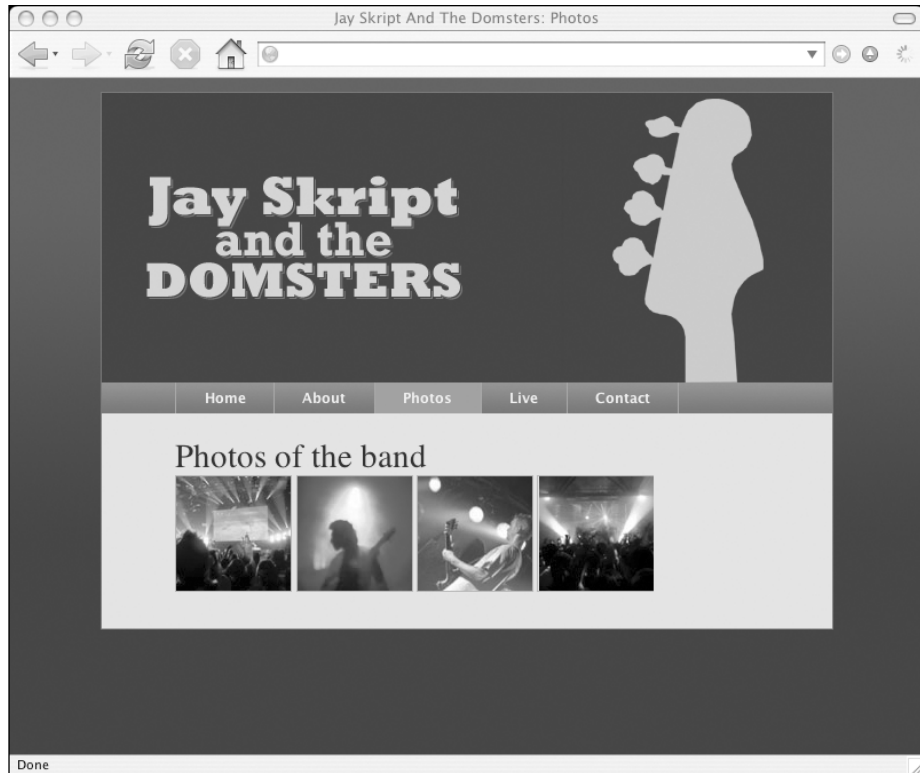 Jay Skript And The Domsters: Photos
Jay Skript
and the
DOMSTERS
Home About Photos Live Contact
Photos of the band
Done